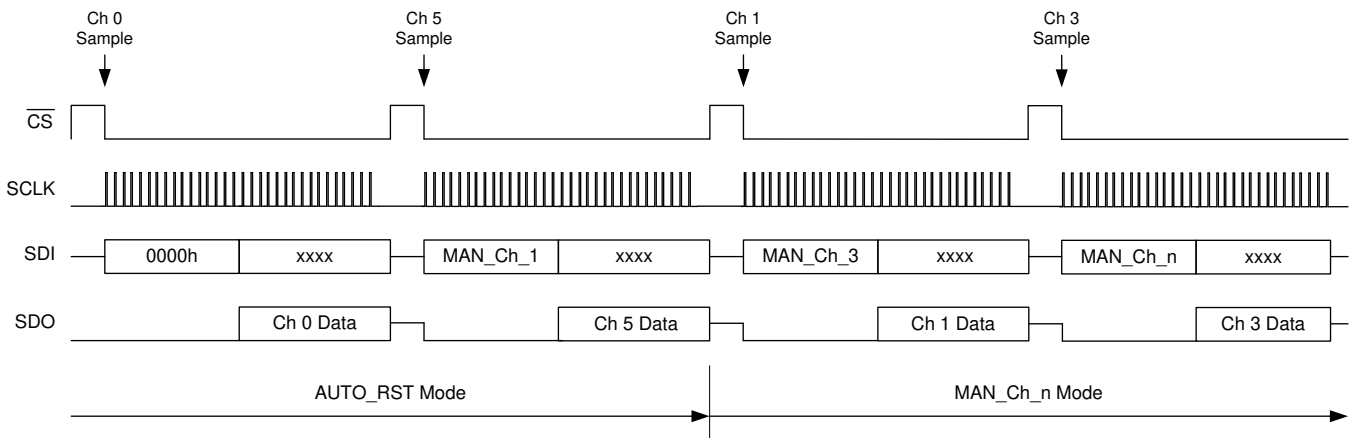 Ch 0 Sample
Ch 5 Sample
Ch 1 Sample
Ch 3 Sample
CS
SCLK
SDI 0000h xxxx MAN_Ch_1 xxxx MAN_Ch_3 xxxx MAN_Ch_n xxxx
SDO Ch 0 Data Ch 5 Data Ch 1 Data Ch 3 Data
AUTO_RST Mode MAN_Ch_n Mode